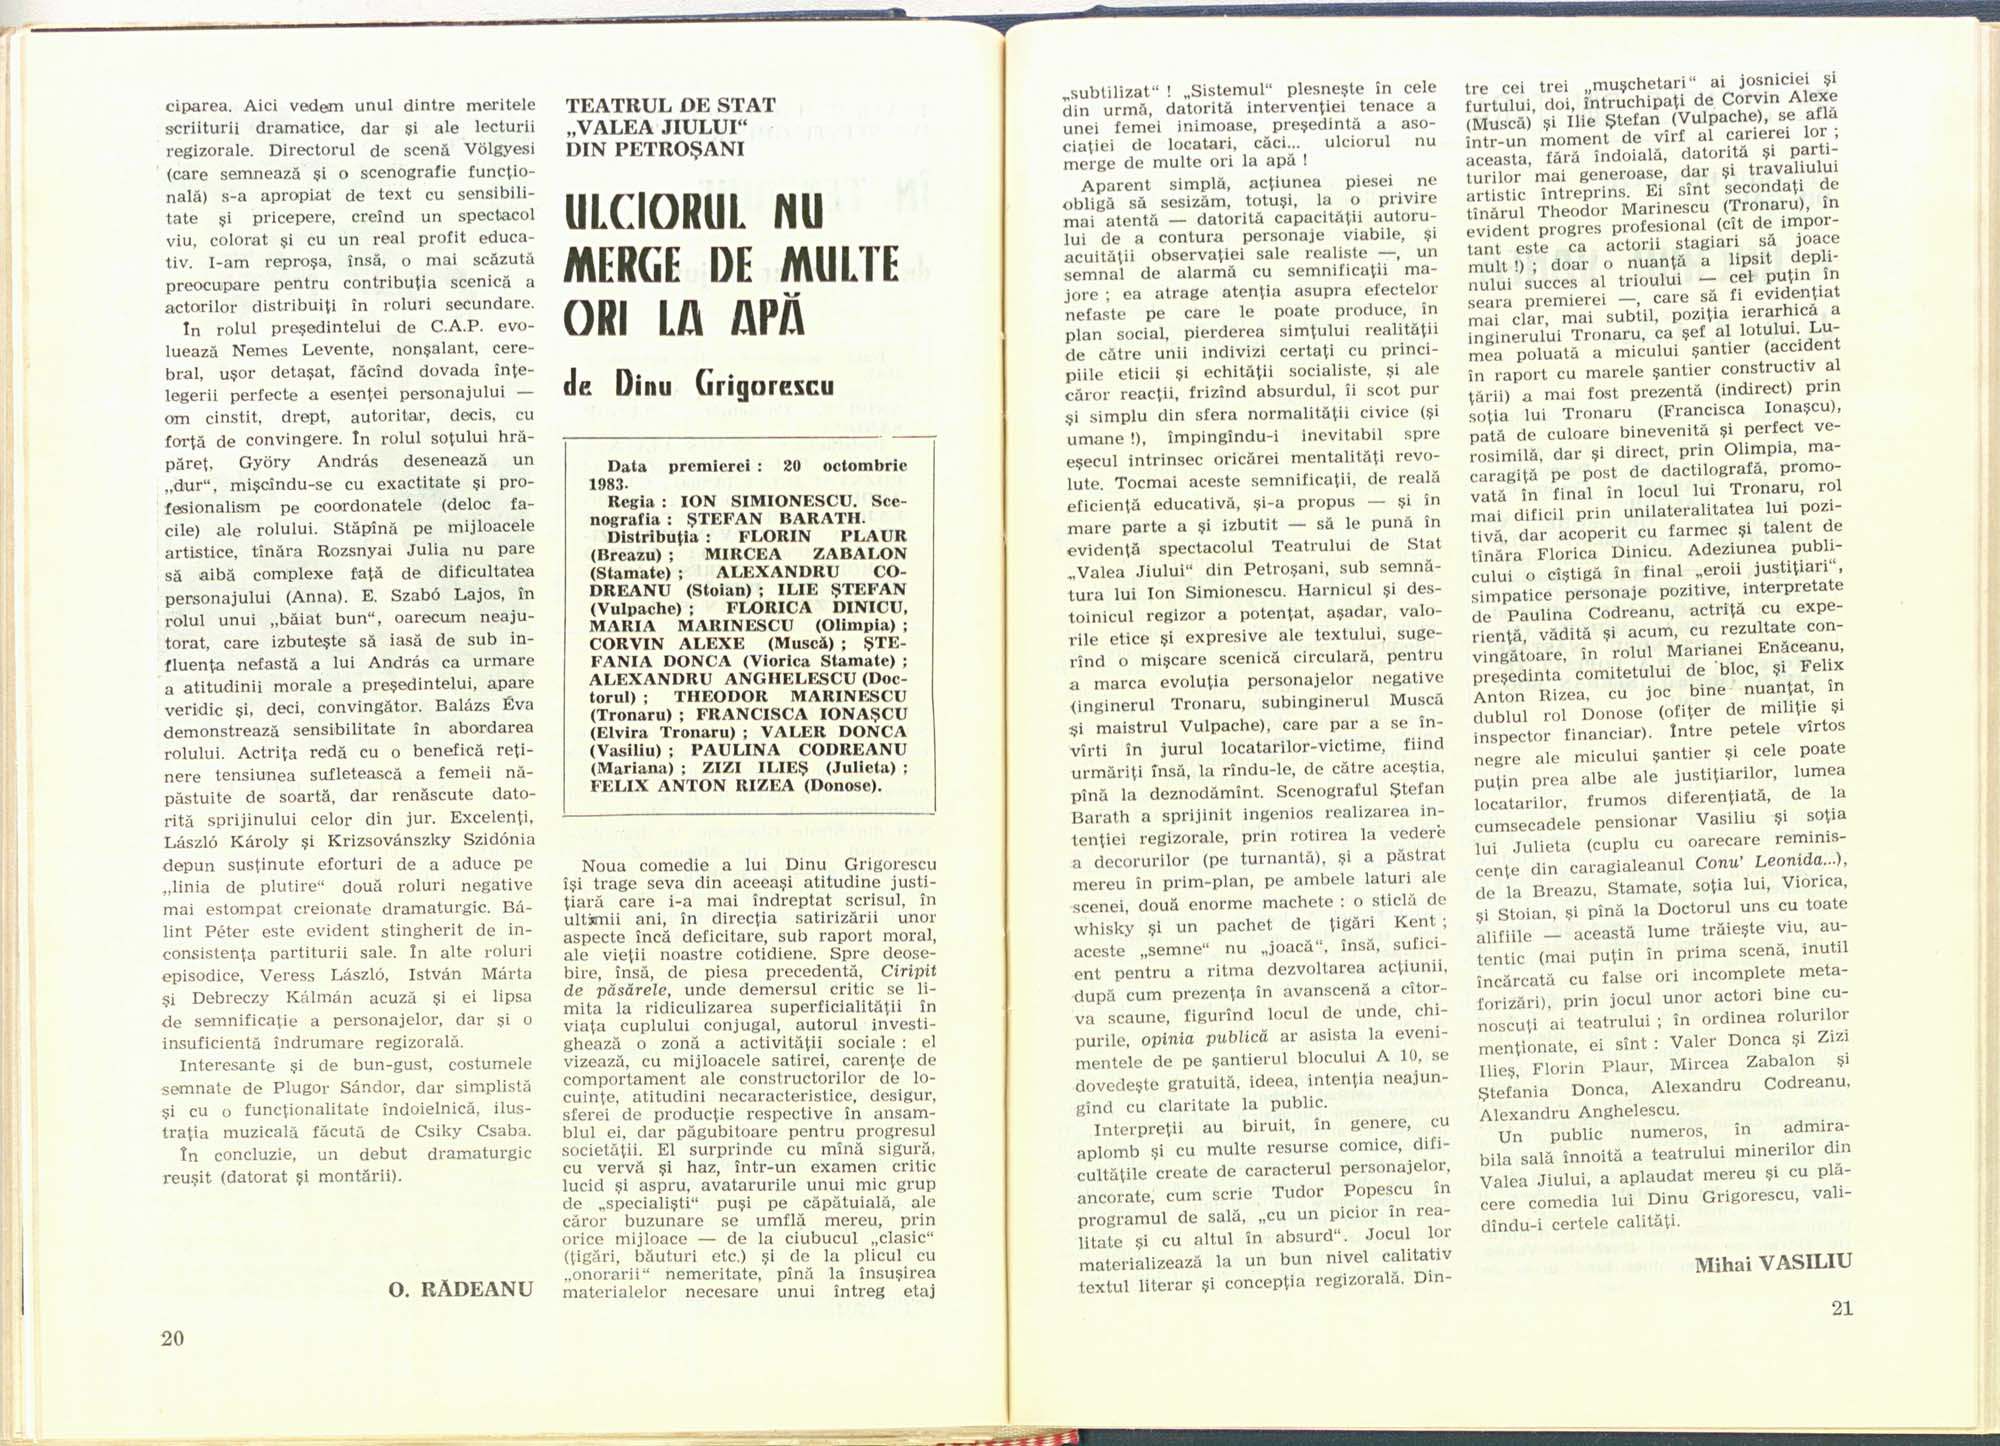 ciparea. Aici vedem unul dintre meritele
scriiturii dramatice, dar și ale lecturii
regizorale. Directorul de scenă Völgyesi
(care semnează și o scenografie funcțio-
nală) s-a apropiat de text cu sensibili-
tate și pricepere, creînd un spectacol
viu, colorat și cu un real profit educa-
tiv. I-am reproșa, însă, o mai scăzută
preocupare pentru contribuția scenică a
actorilor distribuiți în roluri secundare.
În rolul președintelui de C.A.P. evo-
luează Nemes Levente, nonșalant, cere-
bral, ușor detașat, făcînd dovada înțe-
legerii perfecte a esenței personajului —
om cinstit, drept, autoritar, decis, cu
forță de convingere. În rolul soțului hră-
păreț, Györy András desenează un
„dur“, mișcîndu-se cu exactitate și pro-
fesionalism pe coordonatele (deloc fa-
cile) ale rolului. Stăpînă pe mijloacele
artistice, tînăra Rozsnyai Julia nu pare
să aibă complexe față de dificultatea
personajului (Anna). E. Szabó Lajos, în
rolul unui „băiat bun“, oarecum neaju-
torat, care izbutește să iasă de sub in-
fluența nefastă a lui András ca urmare
a atitudinii morale a președintelui, apare
veridic și, deci, convingător. Balázs Éva
demonstrează sensibilitate în abordarea
rolului. Actrița redă cu o benefică reți-
nere tensiunea sufletească a femeii nă-
păstuite de soartă, dar renăscute dato-
rită sprijinului celor din jur. Excelenți,
László Károly și Krizsovánszky Szidónia
depun susținute eforturi de a aduce pe
„linia de plutire“ două roluri negative
mai estompat creionate dramaturgic. Bá-
lint Péter este evident stingherit de in-
consistența partiturii sale. În alte roluri
episodice, Veress László, István Márta
și Debreczy Kálmán acuză și ei lipsa
de semnificație a personajelor, dar și o
insuficientă îndrumare regizorală.
Interesante și de bun-gust, costumele
semnate de Plugor Sándor, dar simplistă
și cu o funcționalitate îndoielnică, ilus-
trația muzicală făcută de Csiky Csaba.
În concluzie, un debut dramaturgic
reușit (datorat și montării).
O. RĂDEANU
20
TEATRUL DE STAT
„VALEA JIULUI“
DIN PETROȘANI
ULCIORUL NU
MERGE DE MULTE
ORI LA APĂ
de Dinu Grigorescu
Data premierei : 20 octombrie
1983.
Regia : ION SIMIONESCU. Sce-
nografia : ȘTEFAN BARATH.
Distribuția : FLORIN PLAUR
(Breazu) ; MIRCEA ZABALON
(Stamate) ; ALEXANDRU CO-
DREANU (Stoian) ; ILIE ȘTEFAN
(Vulpache) ; FLORICA DINICU,
MARIA MARINESCU (Olimpia) ;
CORVIN ALEXE (Muscă) ; ȘTE-
FANIA DONCA (Viorica Stamate) ;
ALEXANDRU ANGHELESCU (Doc-
torul) ; THEODOR MARINESCU
(Tronaru) ; FRANCISCA IONAȘCU
(Elvira Tronaru) ; VALER DONCA
(Vasiliu) ; PAULINA CODREANU
(Mariana) ; ZIZI ILIEȘ (Julieta) ;
FELIX ANTON RIZEA (Donose).
Noua comedie a lui Dinu Grigorescu
își trage seva din aceeași atitudine justi-
țiară care i-a mai îndreptat scrisul, în
ultimii ani, în direcția satirizării unor
aspecte încă deficitare, sub raport moral,
ale vieții noastre cotidiene. Spre deose-
bire, însă, de piesa precedentă, Ciripit
de păsărele, unde demersul critic se li-
mita la ridiculizarea superficialității în
viața cuplului conjugal, autorul investi-
ghează o zonă a activității sociale : el
vizează, cu mijloacele satirei, carențe de
comportament ale constructorilor de lo-
cuințe, atitudini necaracteristice, desigur,
sferei de producție respective în ansam-
blul ei, dar păgubitoare pentru progresul
societății. El surprinde cu mînă sigură,
cu vervă și haz, într-un examen critic
lucid și aspru, avatarurile unui mic grup
de „specialiști“ puși pe căpătuială, ale
căror buzunare se umflă mereu, prin
orice mijloace — de la ciubucul „clasic“
(țigări, băuturi etc.) și de la plicul cu
„onorarii“ nemeritate, pînă la însușirea
materialelor necesare unui întreg etaj
„subtilizat“ ! „Sistemul“ plesnește în cele
din urmă, datorită intervenției tenace a
unei femei inimoase, președintă a aso-
ciației de locatari, căci... ulciorul nu
merge de multe ori la apă !
Aparent simplă, acțiunea piesei ne
obligă să sesizăm, totuși, la o privire
mai atentă — datorită capacității autoru-
lui de a contura personaje viabile, și
acuității observației sale realiste —, un
semnal de alarmă cu semnificații ma-
jore ; ea atrage atenția asupra efectelor
nefaste pe care le poate produce, în
plan social, pierderea simțului realității
de către unii indivizi certați cu princi-
piile eticii și echității socialiste, și ale
căror reacții, frizînd absurdul, îi scot pur
și simplu din sfera normalității civice (și
umane !), împingîndu-i inevitabil spre
eșecul intrinsec oricărei mentalități revo-
lute. Tocmai aceste semnificații, de reală
eficiență educativă, și-a propus — și în
mare parte a și izbutit — să le pună în
evidență spectacolul Teatrului de Stat
„Valea Jiului“ din Petroșani, sub semnă-
tura lui Ion Simionescu. Harnicul și des-
toinicul regizor a potențat, așadar, valo-
rile etice și expresive ale textului, suge-
rînd o mișcare scenică circulară, pentru
a marca evoluția personajelor negative
(inginerul Tronaru, subinginerul Muscă
și maistrul Vulpache), care par a se în-
vîrti în jurul locatarilor-victime, fiind
urmăriți însă, la rîndu-le, de către aceștia,
pînă la deznodămînt. Scenograful Ștefan
Barath a sprijinit ingenios realizarea in-
tenției regizorale, prin rotirea la vedere
a decorurilor (pe turnantă), și a păstrat
mereu în prim-plan, pe ambele laturi ale
scenei, două enorme machete : o sticlă de
whisky și un pachet de țigări Kent ;
aceste „semne“ nu „joacă“, însă, sufici-
ent pentru a ritma dezvoltarea acțiunii,
după cum prezența în avanscenă a cîtor-
va scaune, figurînd locul de unde, chi-
purile, opinia publică ar asista la eveni-
mentele de pe șantierul blocului A 10, se
dovedește gratuită, ideea, intenția neajun-
gînd cu claritate la public.
Interpreții au biruit, în genere, cu
aplomb și cu multe resurse comice, difi-
cultățile create de caracterul personajelor,
ancorate, cum scrie Tudor Popescu în
programul de sală, „cu un picior în rea-
litate și cu altul în absurd“. Jocul lor
materializează la un bun nivel calitativ
textul literar și concepția regizorală. Din-
tre cei trei „mușchetari“ ai josniciei și
furtului, doi, întruchipați de Corvin Alexe
(Muscă) și Ilie Ștefan (Vulpache), se află
într-un moment de vîrf al carierei lor ;
aceasta, fără îndoială, datorită și parti-
turilor mai generoase, dar și travaliului
artistic întreprins. Ei sînt secondați de
tînărul Theodor Marinescu (Tronaru), în
evident progres profesional (cît de impor-
tant este ca actorii stagiari să joace
mult !) ; doar o nuanță a lipsit depli-
nului succes al trioului — cel puțin în
seara premierei —, care să fi evidențiat
mai clar, mai subtil, poziția ierarhică a
inginerului Tronaru, ca șef al lotului. Lu-
mea poluată a micului șantier (accident
în raport cu marele șantier constructiv al
țării) a mai fost prezentă (indirect) prin
soția lui Tronaru (Francisca Ionașcu),
pată de culoare binevenită și perfect ve-
rosimilă, dar și direct, prin Olimpia, ma-
caragiță pe post de dactilografă, promo-
vată în final în locul lui Tronaru, rol
mai dificil prin unilateralitatea lui pozi-
tivă, dar acoperit cu farmec și talent de
tînăra Florica Dinicu. Adeziunea publi-
cului o cîștigă în final „eroii justițiari“,
simpatice personaje pozitive, interpretate
de Paulina Codreanu, actriță cu expe-
riență, vădită și acum, cu rezultate con-
vingătoare, în rolul Marianei Enăceanu,
președinta comitetului de bloc, și Felix
Anton Rizea, cu joc bine nuanțat, în
dublul rol Donose (ofițer de miliție și
inspector financiar). Între petele vîrtos
negre ale micului șantier și cele poate
puțin prea albe ale justițiarilor, lumea
locatarilor, frumos diferențiată, de la
cumsecadele pensionar Vasiliu și soția
lui Julieta (cuplu cu oarecare reminis-
cențe din caragialeanul Conu’ Leonida...),
de la Breazu, Stamate, soția lui, Viorica,
și Stoian, și pînă la Doctorul uns cu toate
alifiile — această lume trăiește viu, au-
tentic (mai puțin în prima scenă, inutil
încărcată cu false ori incomplete meta-
forizări), prin jocul unor actori bine cu-
noscuți ai teatrului ; în ordinea rolurilor
menționate, ei sînt : Valer Donca și Zizi
Ilieș, Florin Plaur, Mircea Zabalon și
Ștefania Donca, Alexandru Codreanu,
Alexandru Anghelescu.
Un public numeros, în admira-
bila sală înnoită a teatrului minerilor din
Valea Jiului, a aplaudat mereu și cu plă-
cere comedia lui Dinu Grigorescu, vali-
dîndu-i certele calități.
Mihai VASILIU
21